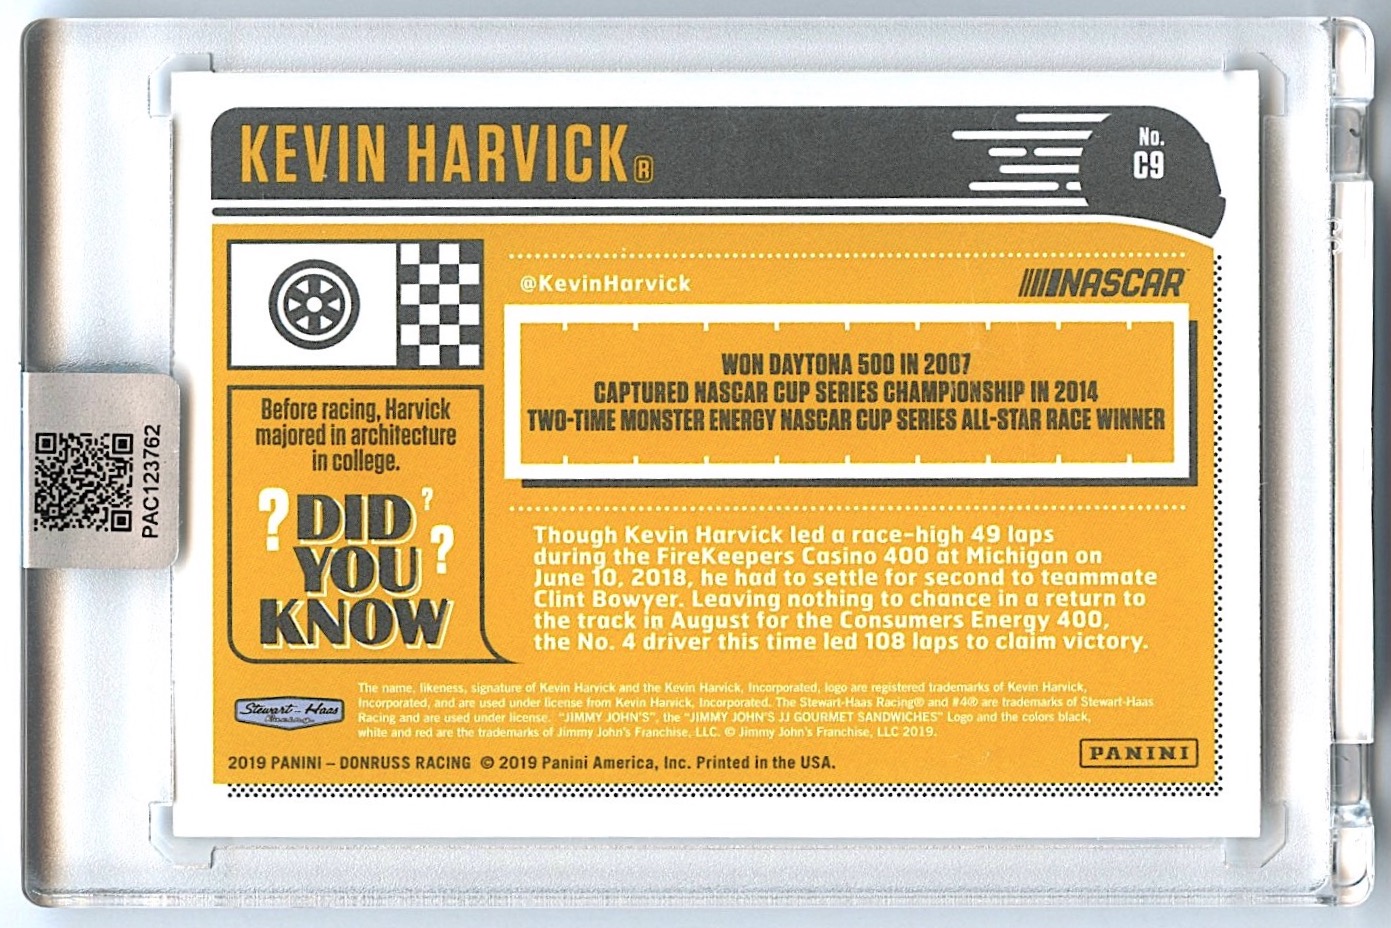 KEVIN HARVICK®
No.
C9
@KevinHarvick
NASCAR
WON DAYTONA 500 IN 2007
CAPTURED NASCAR CUP SERIES CHAMPIONSHIP IN 2014
TWO-TIME MONSTER ENERGY NASCAR CUP SERIES ALL-STAR RACE WINNER
Before racing, Harvick
majored in architecture
in college.
? DID ?
YOU ?
KNOW
PAC123762
Though Kevin Harvick led a race-high 49 laps
during the FireKeepers Casino 400 at Michigan on
June 10, 2018, he had to settle for second to teammate
Clint Bowyer. Leaving nothing to chance in a return to
the track in August for the Consumers Energy 400,
the No. 4 driver this time led 108 laps to claim victory.
Stewart-Haas
Racing
The name, likeness, signature of Kevin Harvick and the Kevin Harvick, Incorporated, logo are registered trademarks of Kevin Harvick,
Incorporated, and are used under license from Kevin Harvick, Incorporated. The Stewart-Haas Racing® and #4® are trademarks of Stewart-Haas
Racing and are used under license. "JIMMY JOHN'S", the "JIMMY JOHN'S JJ GOURMET SANDWICHES" Logo and the colors black,
white and red are the trademarks of Jimmy John's Franchise, LLC. © Jimmy John's Franchise, LLC 2019.
2019 PANINI – DONRUSS RACING © 2019 Panini America, Inc. Printed in the USA.
PANINI